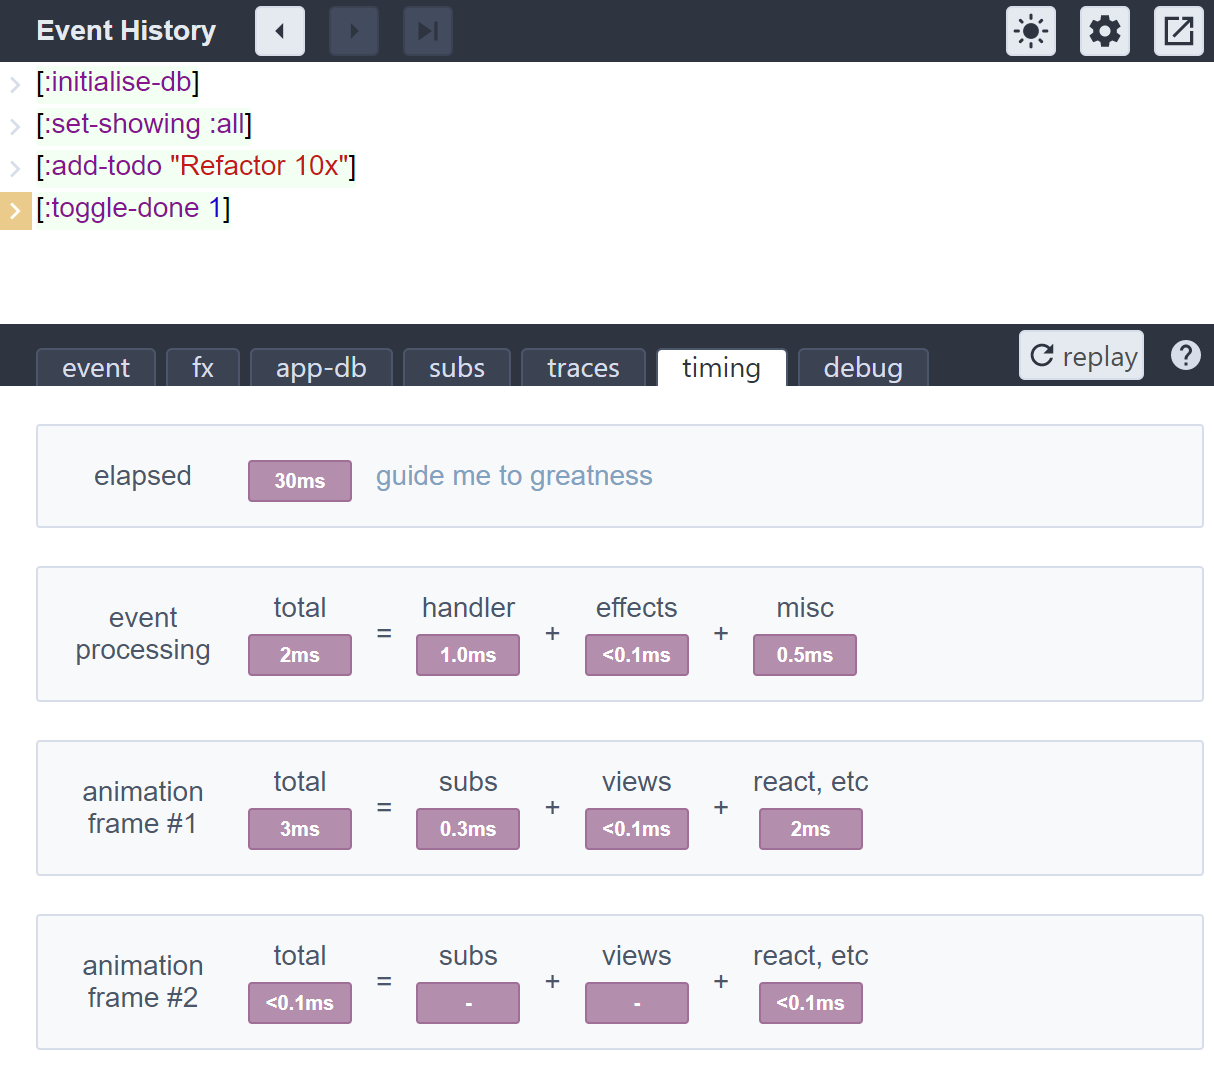 Event History
[:initialise-db]
[:set-showing :all]
[:add-todo "Refactor 10x"]
[:toggle-done 1]
event fx app-db subs traces timing debug replay ?
elapsed 30ms guide me to greatness
total handler effects misc
event processing
2ms = 1.0ms + <0.1ms + 0.5ms
total subs views react, etc
animation frame #1
3ms = 0.3ms + <0.1ms + 2ms
total subs views react, etc
animation frame #2
<0.1ms = - + - + <0.1ms